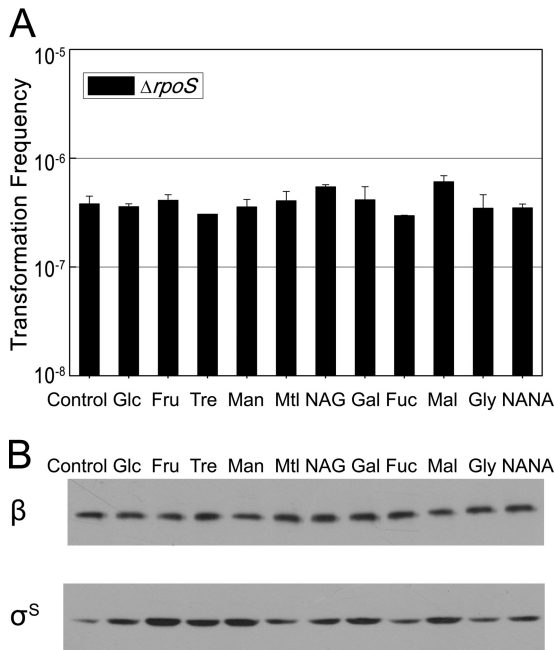 A
Transformation Frequency
10-5
10-6
10-7
10-8
ΔrpoS
Control Glc Fru Tre Man Mtl NAG Gal Fuc Mal Gly NANA
B
Control Glc Fru Tre Man Mtl NAG Gal Fuc Mal Gly NANA
β
σS